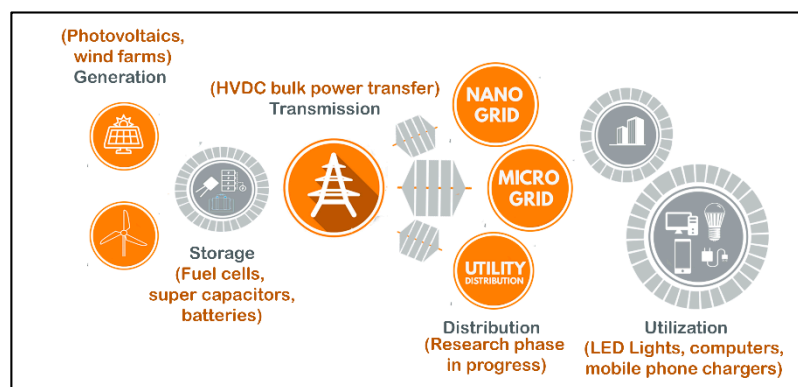 (Photovoltaics,
wind farms)
Generation
(HVDC bulk power transfer)
Transmission
NANO
GRID
MICRO
GRID
Storage
(Fuel cells,
super capacitors,
batteries)
UTILITY
DISTRIBUTION
Distribution
(Research phase
in progress)
Utilization
(LED Lights, computers,
mobile phone chargers)